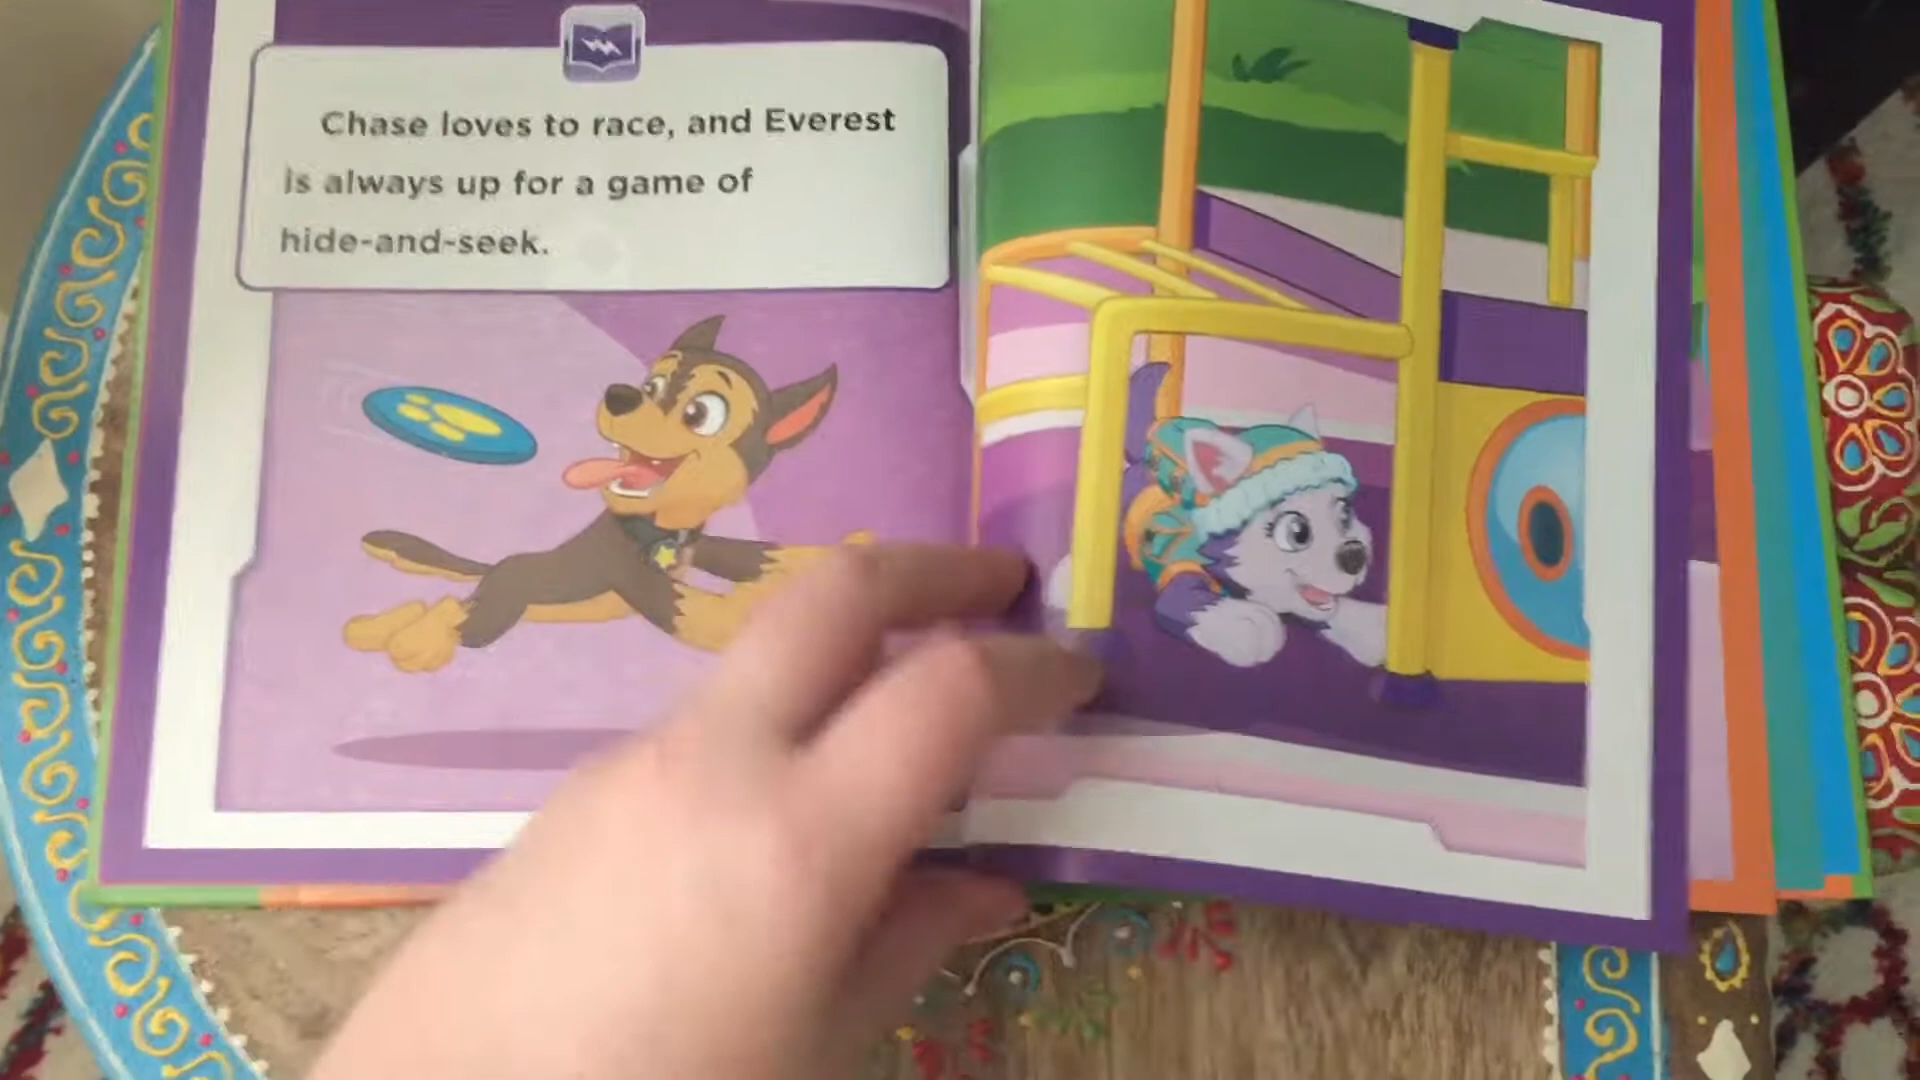 Chase loves to race, and Everest
is always up for a game of
hide-and-seek.